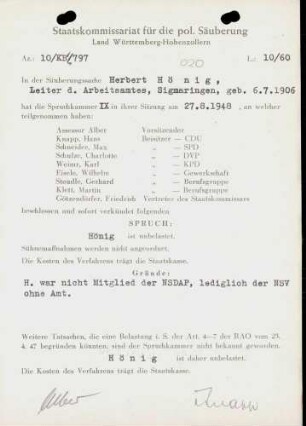 Staatskommissariat für die pol. Säuberung
Land Württemberg-Hohenzollern
Az.: 10/ /797
L: 10/60
020
In der Säuberungssache Herbert H ö n i g,
Leiter d. Arbeitsamtes, Sigmaringen, geb. 6.7.1906
hat die Spruchkammer IX in ihrer Sitzung am 27.8.1948, an welcher
teilgenommen haben:
Assessor Alber Vorsitzender
Knapp, Hans Beisitzer – CDU
Schneider, Max „ – SPD
Schulze, Charlotte „ – DVP
Werner, Karl „ – KPD
Eisele, Wilhelm „ – Gewerkschaft
Steudle, Gerhard „ – Berufsgruppe
Klett, Martin „ – Berufsgruppe
Götzendörfer, Friedrich Vertreter des Staatskommissars
beschlossen und sofort verkündet folgenden
SPRUCH:
Hönig ist unbelastet.
Sühnemaßnahmen werden nicht angeordnet.
Die Kosten des Verfahrens trägt die Staatskasse.
Gründe:
H. war nicht Mitglied der NSDAP, lediglich der NSV
ohne Amt.
Weitere Tatsachen, die eine Belastung i. S. der Art. 4–7 der RAO vom 25.
4. 47 begründen könnten, sind der Spruchkammer nicht bekannt geworden.
H ö n i g ist daher unbelastet.
Die Kosten des Verfahrens trägt die Staatskasse.
Alber
Knapp